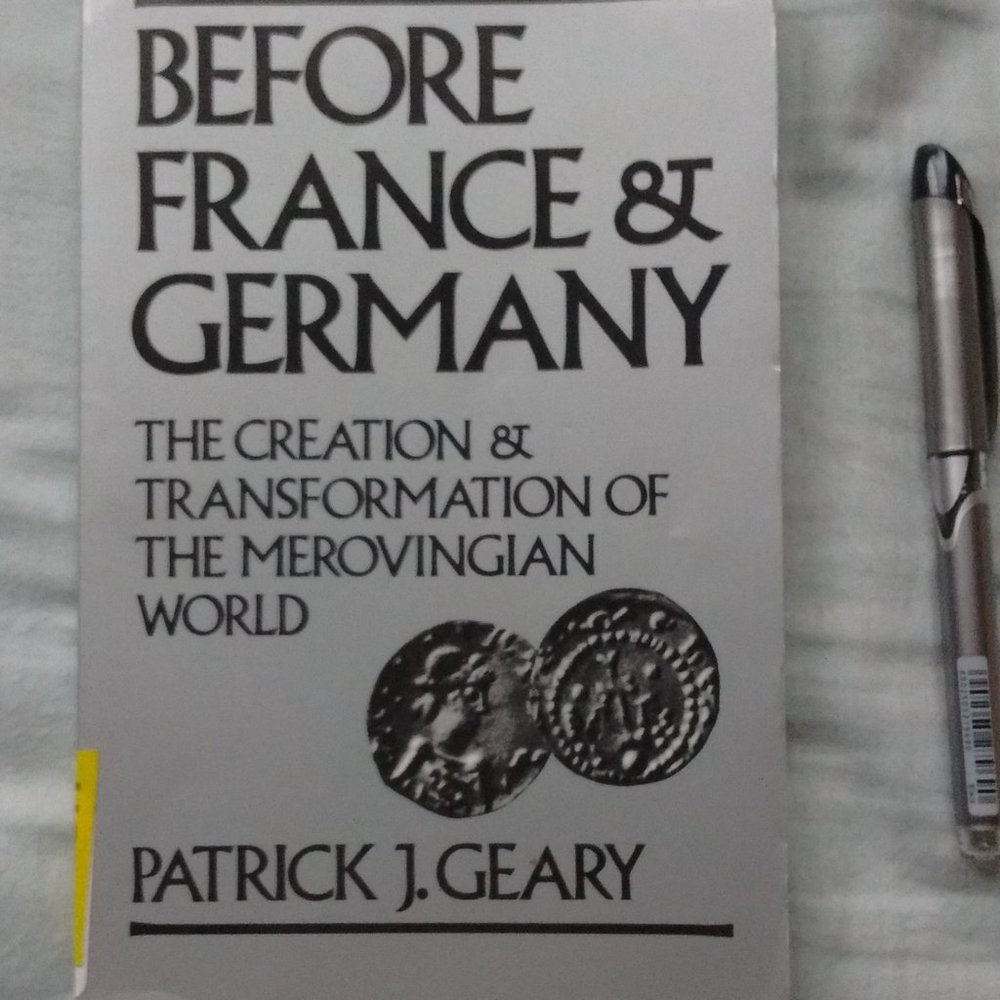 BEFORE
FRANCE &
GERMANY
THE CREATION &
TRANSFORMATION OF
THE MEROVINGIAN
WORLD
PATRICK J. GEARY